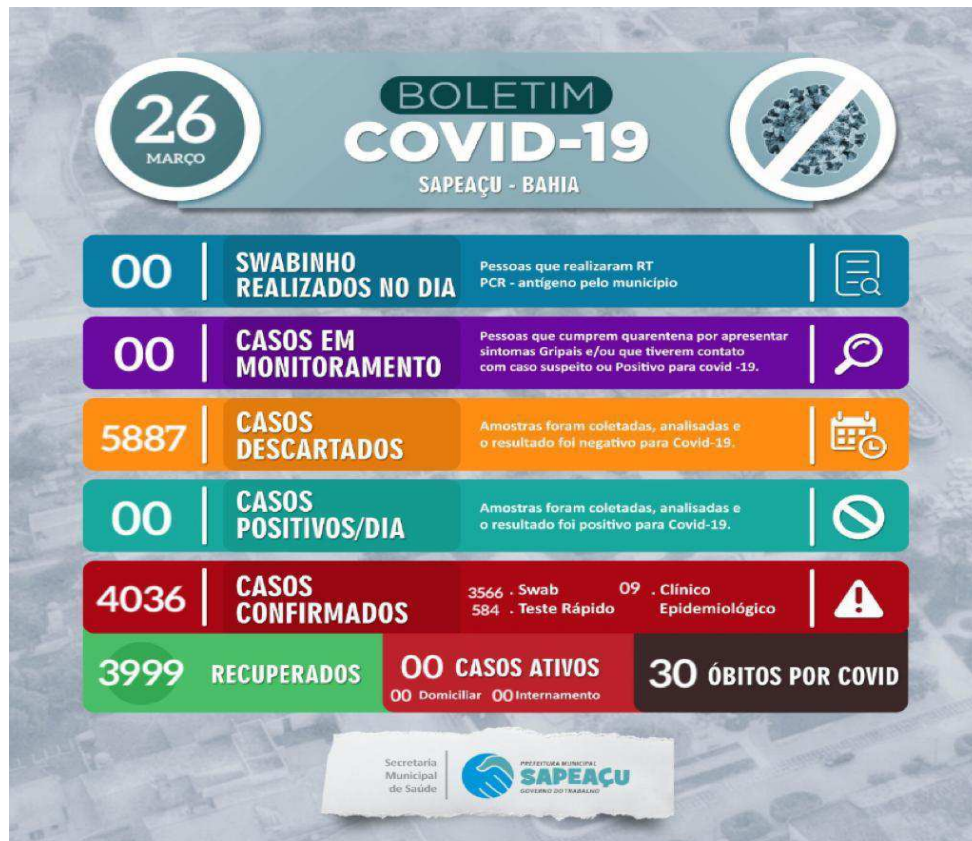 26
MARÇO
BOLETIM
COVID-19
SAPEAÇU - BAHIA
00
SWABINHO
REALIZADOS NO DIA
Pessoas que realizaram RT
PCR - antígeno pelo município
00
CASOS EM
MONITORAMENTO
Pessoas que cumprem quarentena por apresentar
sintomas Gripais e/ou que tiverem contato
com caso suspeito ou Positivo para covid -19.
5887
CASOS
DESCARTADOS
Amostras foram coletadas, analisadas e
o resultado foi negativo para Covid-19.
00
CASOS
POSITIVOS/DIA
Amostras foram coletadas, analisadas e
o resultado foi positivo para Covid-19.
4036
CASOS
CONFIRMADOS
3566 . Swab
584 . Teste Rápido
09 . Clínico
Epidemiológico
3999 RECUPERADOS
00 CASOS ATIVOS
00 Domiciliar 00 Internamento
30 ÓBITOS POR COVID
Secretaria
Municipal
de Saúde
PREFEITURA MUNICIPAL
SAPEAÇU
GOVERNO DO TRABALHO